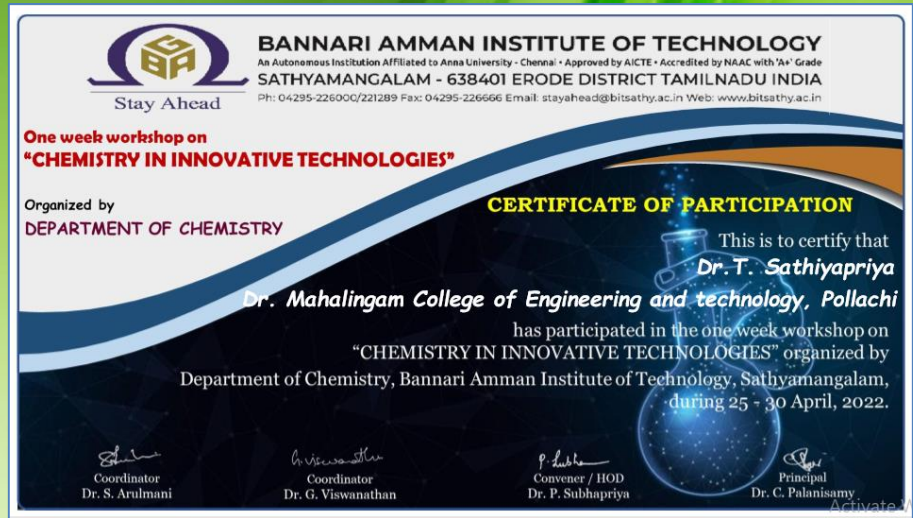 GBA
Stay Ahead
BANNARI AMMAN INSTITUTE OF TECHNOLOGY
An Autonomous Institution Affiliated to Anna University - Chennai • Approved by AICTE • Accredited by NAAC with 'A+' Grade
SATHYAMANGALAM - 638401 ERODE DISTRICT TAMILNADU INDIA
Ph: 04295-226000/221289 Fax: 04295-226666 Email: stayahead@bitsathy.ac.in Web: www.bitsathy.ac.in
One week workshop on
"CHEMISTRY IN INNOVATIVE TECHNOLOGIES"
Organized by
DEPARTMENT OF CHEMISTRY
CERTIFICATE OF PARTICIPATION
This is to certify that
Dr.T. Sathiyapriya
Dr. Mahalingam College of Engineering and technology, Pollachi
has participated in the one week workshop on
"CHEMISTRY IN INNOVATIVE TECHNOLOGIES" organized by
Department of Chemistry, Bannari Amman Institute of Technology, Sathyamangalam,
during 25 - 30 April, 2022.
G. Viswanathan
Coordinator
Dr. S. Arulmani
Coordinator
Dr. G. Viswanathan
Convener / HOD
Dr. P. Subhapriya
Principal
Dr. C. Palanisamy
Activate